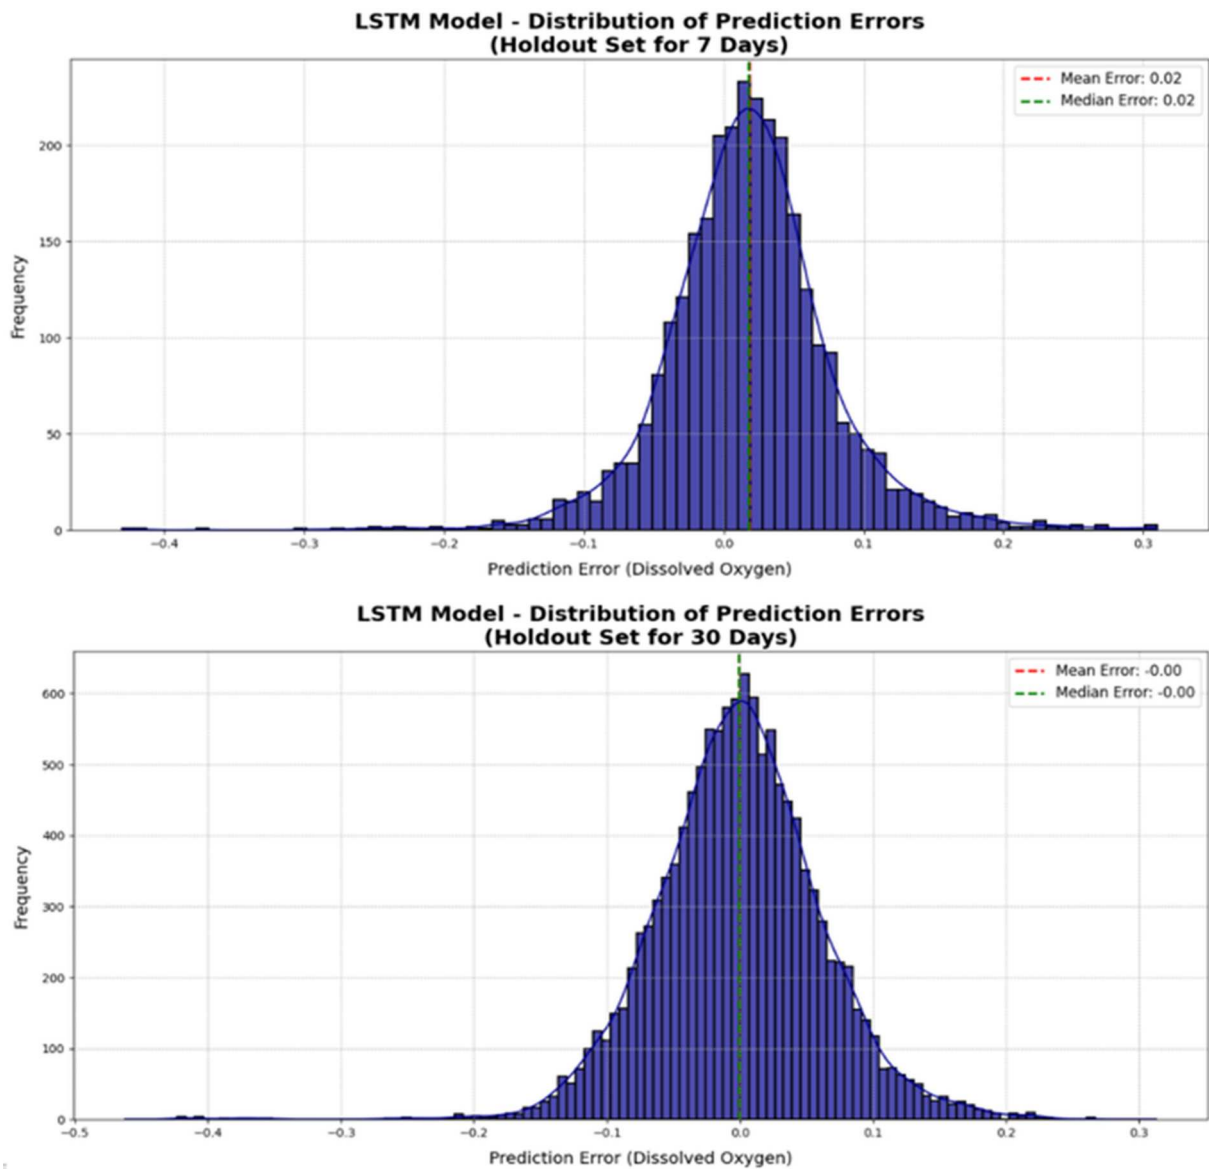 LSTM Model - Distribution of Prediction Errors
(Holdout Set for 7 Days)
Mean Error: 0.02
Median Error: 0.02
Frequency
200
150
100
50
0
−0.4 −0.3 −0.2 −0.1 0.0 0.1 0.2 0.3
Prediction Error (Dissolved Oxygen)
LSTM Model - Distribution of Prediction Errors
(Holdout Set for 30 Days)
Mean Error: -0.00
Median Error: -0.00
Frequency
600
500
400
300
200
100
0
−0.5 −0.4 −0.3 −0.2 −0.1 0.0 0.1 0.2 0.3
Prediction Error (Dissolved Oxygen)